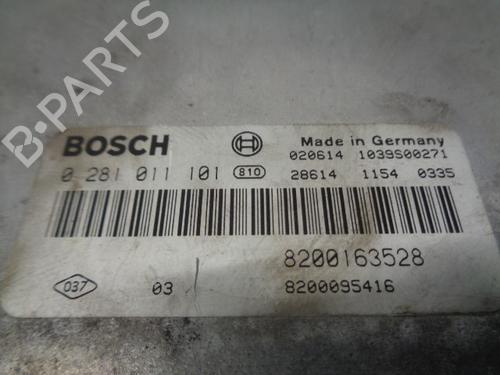 B-Parts
BOSCH
Made in Germany
020614 1039S00271
0 281 011 101 810 28614 1154 0335
8200163528
037 03 8200095416